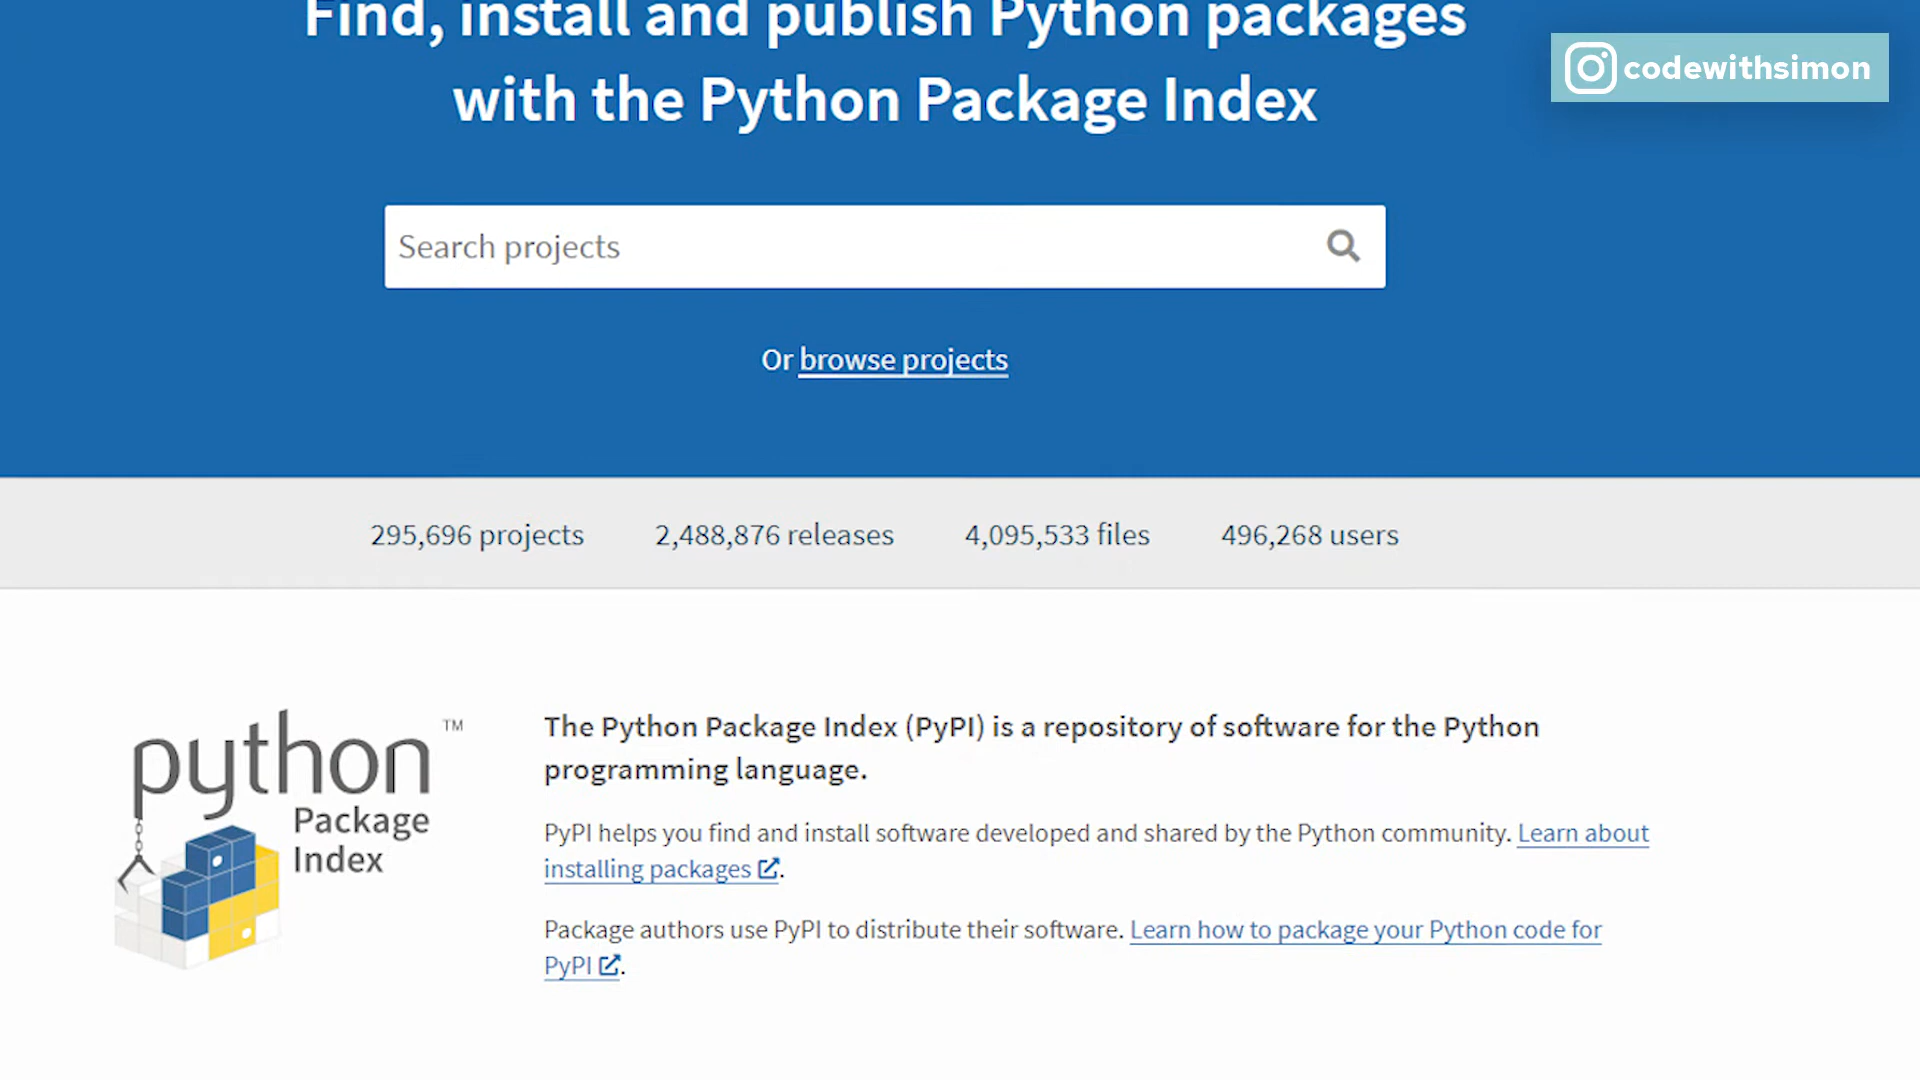 Find, install and publish Python packages
with the Python Package Index
codewithsimon
Search projects
Or browse projects
295,696 projects 2,488,876 releases 4,095,533 files 496,268 users
python TM
Package
Index
The Python Package Index (PyPI) is a repository of software for the Python
programming language.
PyPI helps you find and install software developed and shared by the Python community. Learn about
installing packages.
Package authors use PyPI to distribute their software. Learn how to package your Python code for
PyPI.